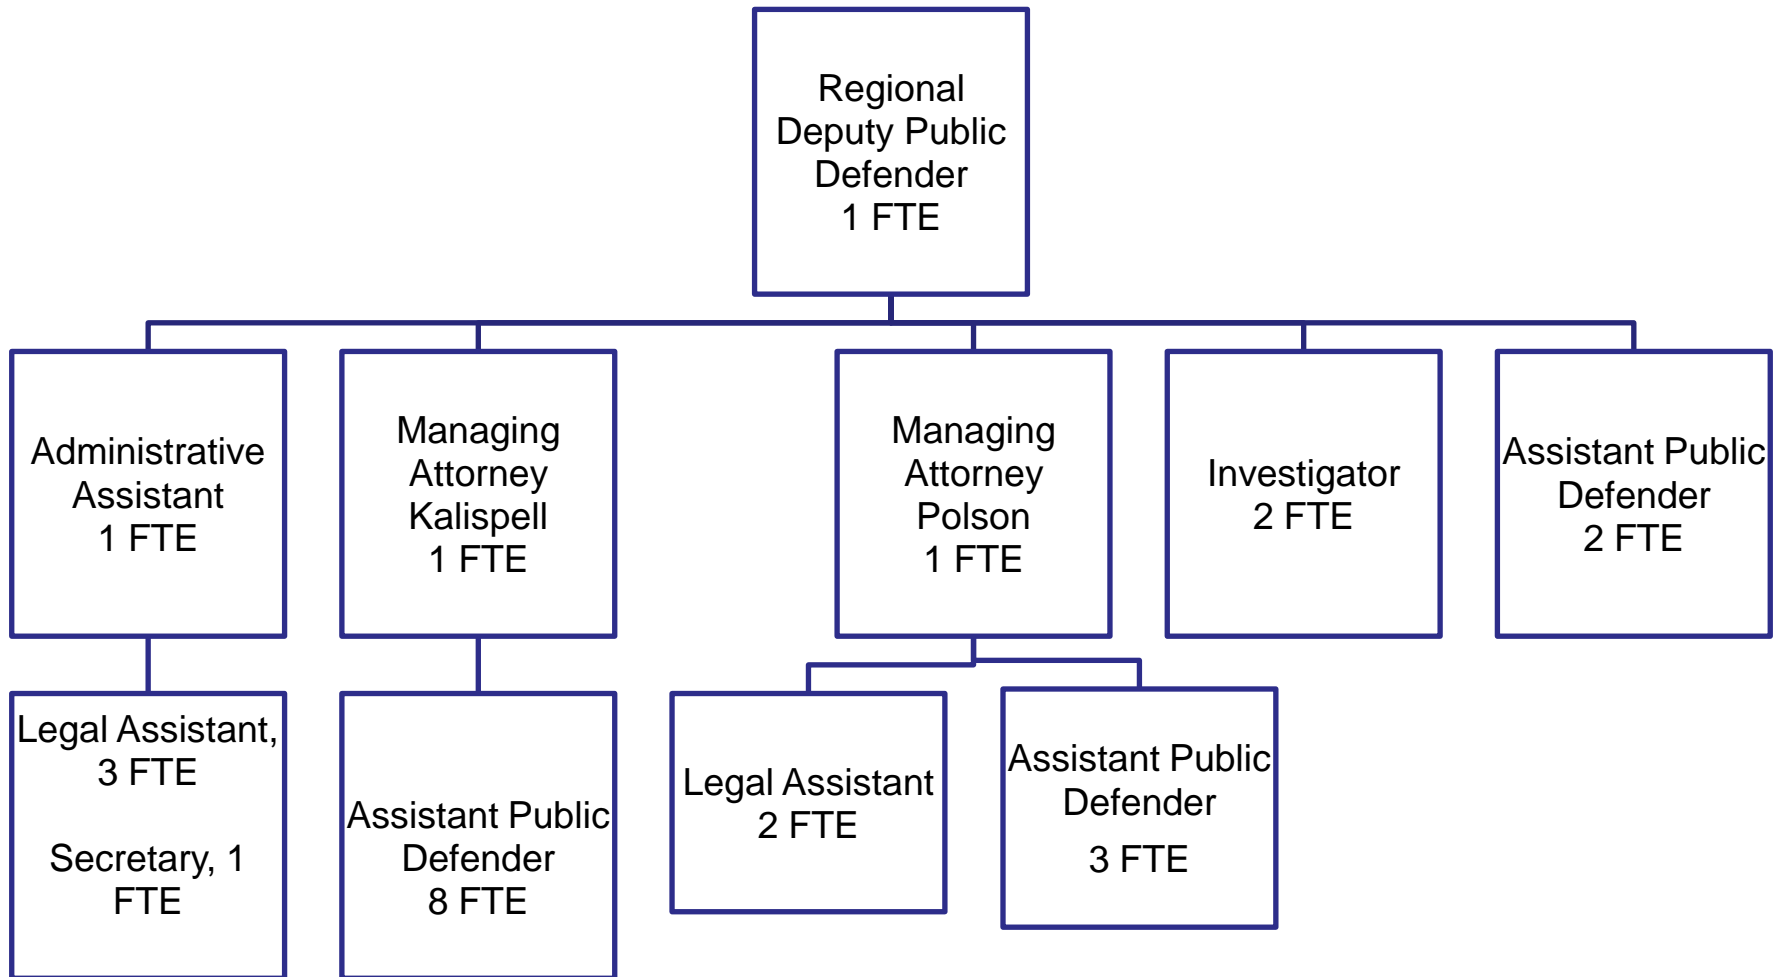 Regional
Deputy Public
Defender
1 FTE
Administrative
Assistant
1 FTE
Managing
Attorney
Kalispell
1 FTE
Managing
Attorney
Polson
1 FTE
Investigator
2 FTE
Assistant Public
Defender
2 FTE
Legal Assistant,
3 FTE
Secretary, 1
FTE
Assistant Public
Defender
8 FTE
Legal Assistant
2 FTE
Assistant Public
Defender
3 FTE